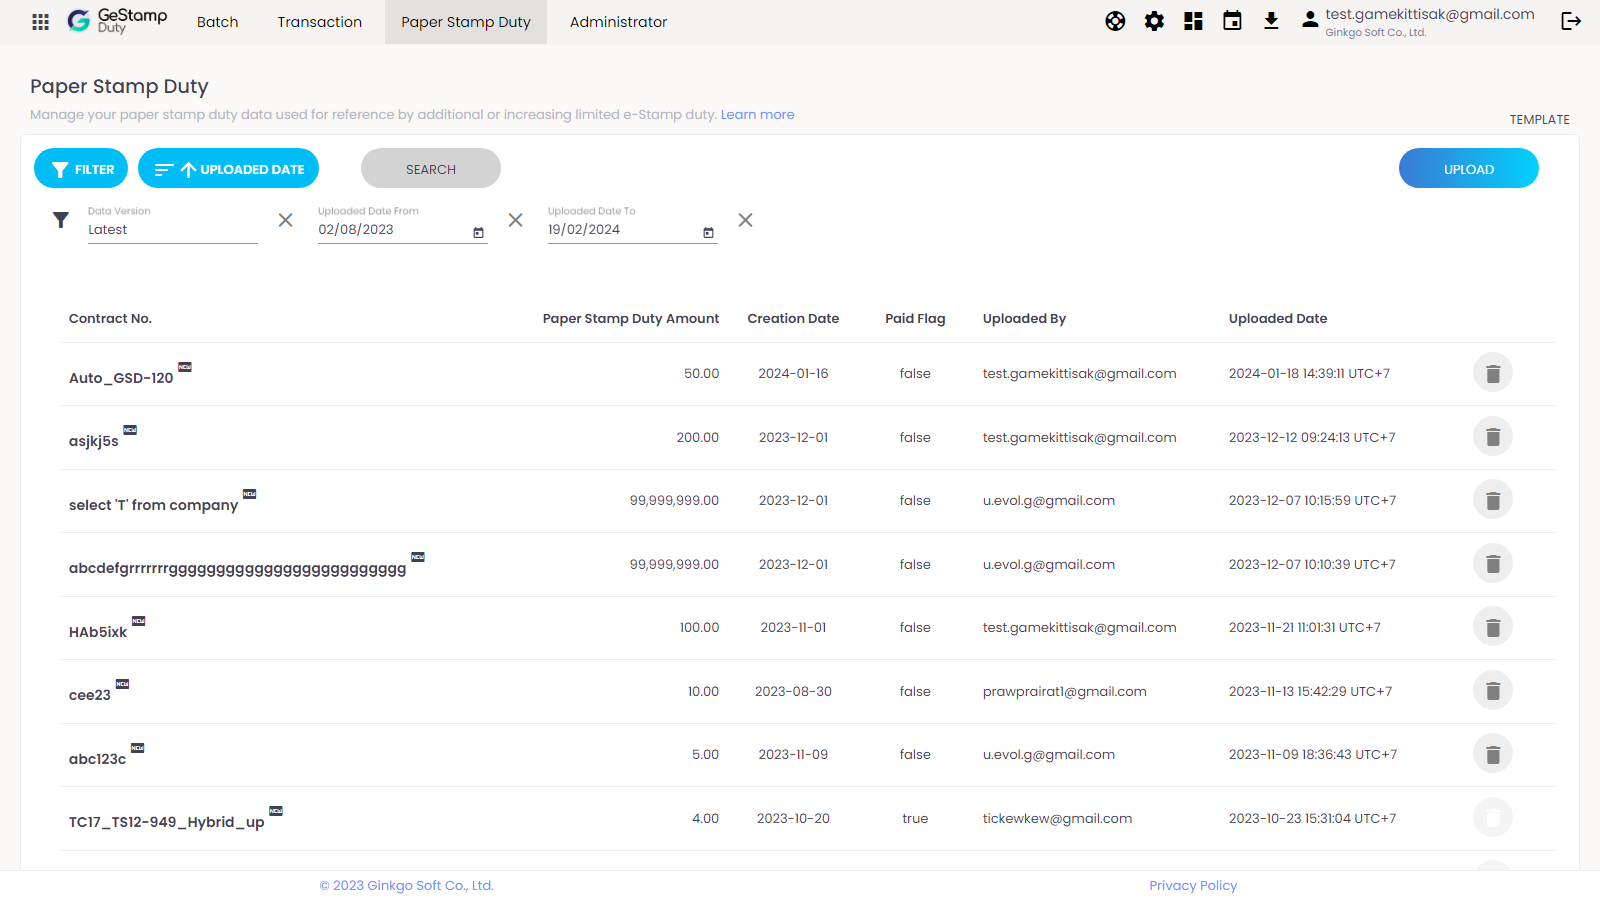 GeStamp
Duty
Batch
Transaction
Paper Stamp Duty
Administrator
test.gamekittisak@gmail.com
Ginkgo Soft Co., Ltd.
Paper Stamp Duty
Manage your paper stamp duty data used for reference by additional or increasing limited e-Stamp duty. Learn more
TEMPLATE
FILTER
UPLOADED DATE
SEARCH
UPLOAD
Data Version
Latest
Uploaded Date From
02/08/2023
Uploaded Date To
19/02/2024
Contract No. Paper Stamp Duty Amount Creation Date Paid Flag Uploaded By Uploaded Date
Auto_GSD-120 NEW 50.00 2024-01-16 false test.gamekittisak@gmail.com 2024-01-18 14:39:11 UTC+7
asjkj5s NEW 200.00 2023-12-01 false test.gamekittisak@gmail.com 2023-12-12 09:24:13 UTC+7
select 'T' from company NEW 99,999,999.00 2023-12-01 false u.evol.g@gmail.com 2023-12-07 10:15:59 UTC+7
abcdefgrrrrrrrggggggggggggggggggggggggg NEW 99,999,999.00 2023-12-01 false u.evol.g@gmail.com 2023-12-07 10:10:39 UTC+7
HAb5ixk NEW 100.00 2023-11-01 false test.gamekittisak@gmail.com 2023-11-21 11:01:31 UTC+7
cee23 NEW 10.00 2023-08-30 false prawprairat1@gmail.com 2023-11-13 15:42:29 UTC+7
abc123c NEW 5.00 2023-11-09 false u.evol.g@gmail.com 2023-11-09 18:36:43 UTC+7
TC17_TS12-949_Hybrid_up NEW 4.00 2023-10-20 true tickewkew@gmail.com 2023-10-23 15:31:04 UTC+7
© 2023 Ginkgo Soft Co., Ltd.
Privacy Policy